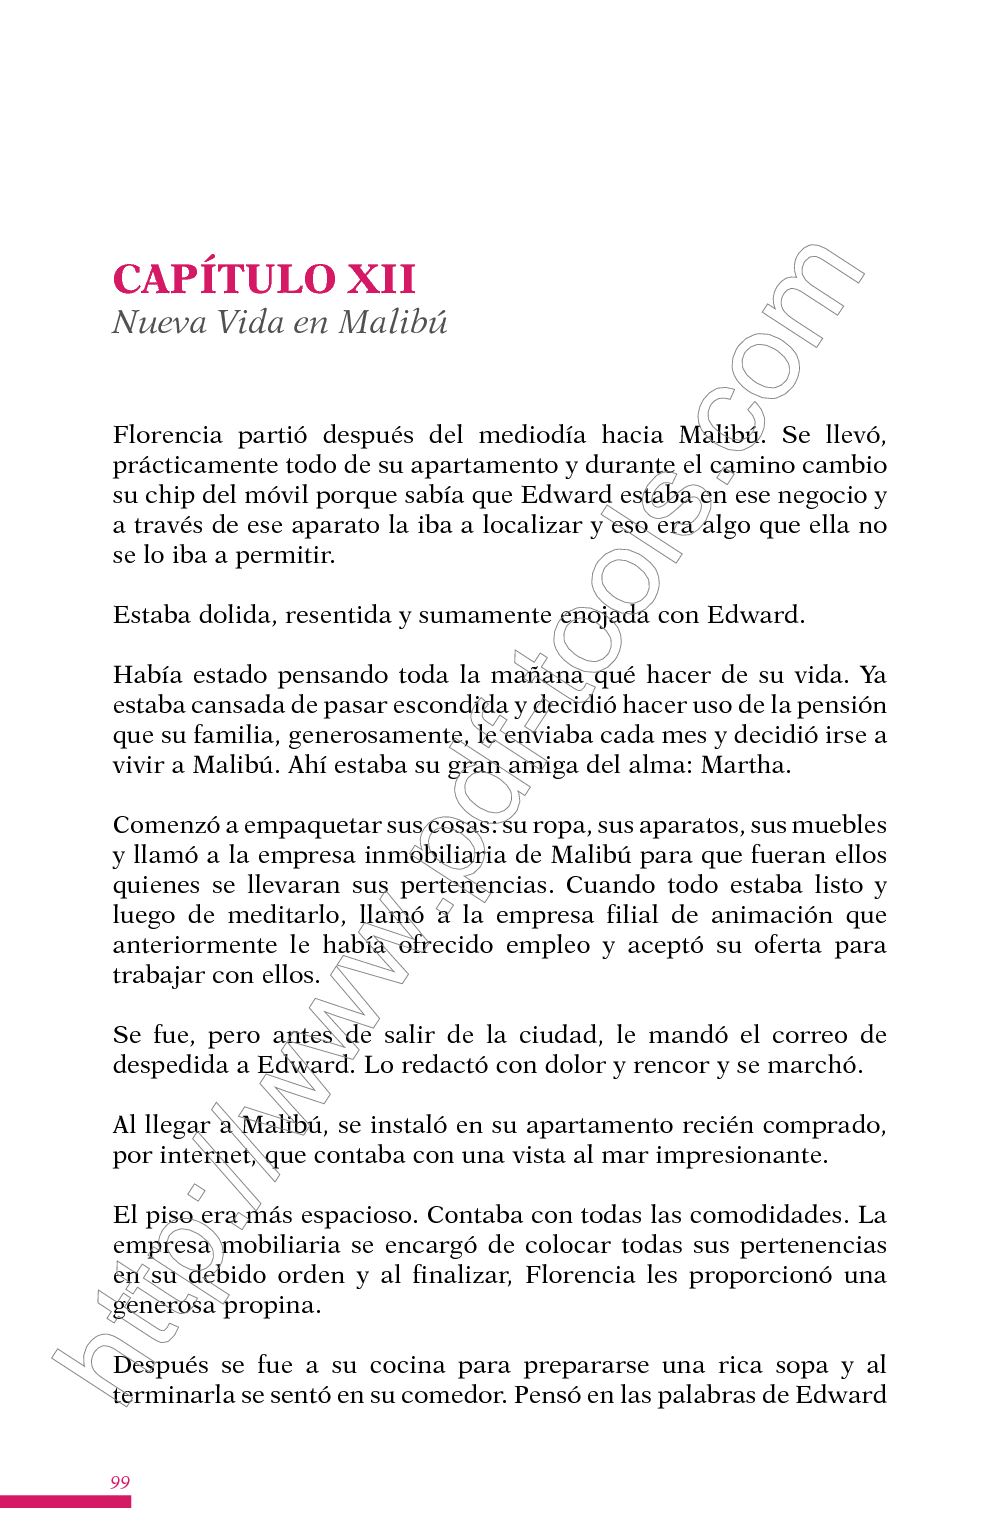 CAPÍTULO XII
Nueva Vida en Malibú
Florencia partió después del mediodía hacia Malibú. Se llevó,
prácticamente todo de su apartamento y durante el camino cambio
su chip del móvil porque sabía que Edward estaba en ese negocio y
a través de ese aparato la iba a localizar y eso era algo que ella no
se lo iba a permitir.
Estaba dolida, resentida y sumamente enojada con Edward.
Había estado pensando toda la mañana qué hacer de su vida. Ya
estaba cansada de pasar escondida y decidió hacer uso de la pensión
que su familia, generosamente, le enviaba cada mes y decidió irse a
vivir a Malibú. Ahí estaba su gran amiga del alma: Martha.
Comenzó a empaquetar sus cosas: su ropa, sus aparatos, sus muebles
y llamó a la empresa inmobiliaria de Malibú para que fueran ellos
quienes se llevaran sus pertenencias. Cuando todo estaba listo y
luego de meditarlo, llamó a la empresa filial de animación que
anteriormente le había ofrecido empleo y aceptó su oferta para
trabajar con ellos.
Se fue, pero antes de salir de la ciudad, le mandó el correo de
despedida a Edward. Lo redactó con dolor y rencor y se marchó.
Al llegar a Malibú, se instaló en su apartamento recién comprado,
por internet, que contaba con una vista al mar impresionante.
El piso era más espacioso. Contaba con todas las comodidades. La
empresa mobiliaria se encargó de colocar todas sus pertenencias
en su debido orden y al finalizar, Florencia les proporcionó una
generosa propina.
Después se fue a su cocina para prepararse una rica sopa y al
terminarla se sentó en su comedor. Pensó en las palabras de Edward
99
http://www.pdf-tools.com